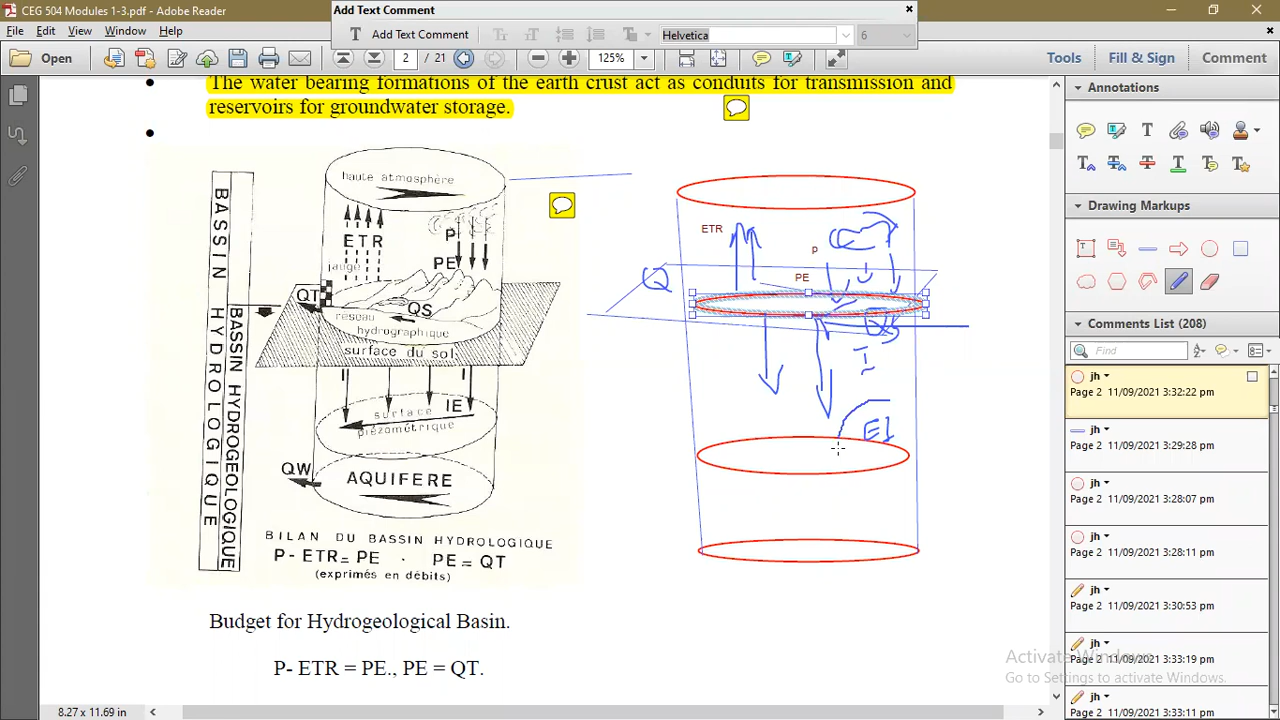 CEG 504 Modules 1-3.pdf - Adobe Reader
Add Text Comment
File Edit View Window Help
Add Text Comment
Helvetica
6
Open
2 / 21
125%
Tools
Fill & Sign
Comment
The water bearing formations of the earth crust act as conduits for transmission and
reservoirs for groundwater storage.
BASSIN HYDROLOGIQUE
BASSIN HYDROGEOLOGIQUE
haute atmosphère
ETR
P
PE
jauge
QT
QS
réseau
hydrographique
surface du sol
IE
surface
piézométrique
QW
AQUIFERE
BILAN DU BASSIN HYDROLOGIQUE
P- ETR = PE . PE = QT
(exprimés en débits)
ETR
p
PE
Q
Qs
I
EI
Budget for Hydrogeological Basin.
P- ETR = PE., PE = QT.
Annotations
Drawing Markups
Comments List (208)
Find
jh
Page 2 11/09/2021 3:32:22 pm
jh
Page 2 11/09/2021 3:29:28 pm
jh
Page 2 11/09/2021 3:28:07 pm
jh
Page 2 11/09/2021 3:28:11 pm
jh
Page 2 11/09/2021 3:30:53 pm
jh
Page 2 11/09/2021 3:33:19 pm
jh
Page 2 11/09/2021 3:33:11 pm
Activate Windows
Go to Settings to activate Windows.
8.27 x 11.69 in